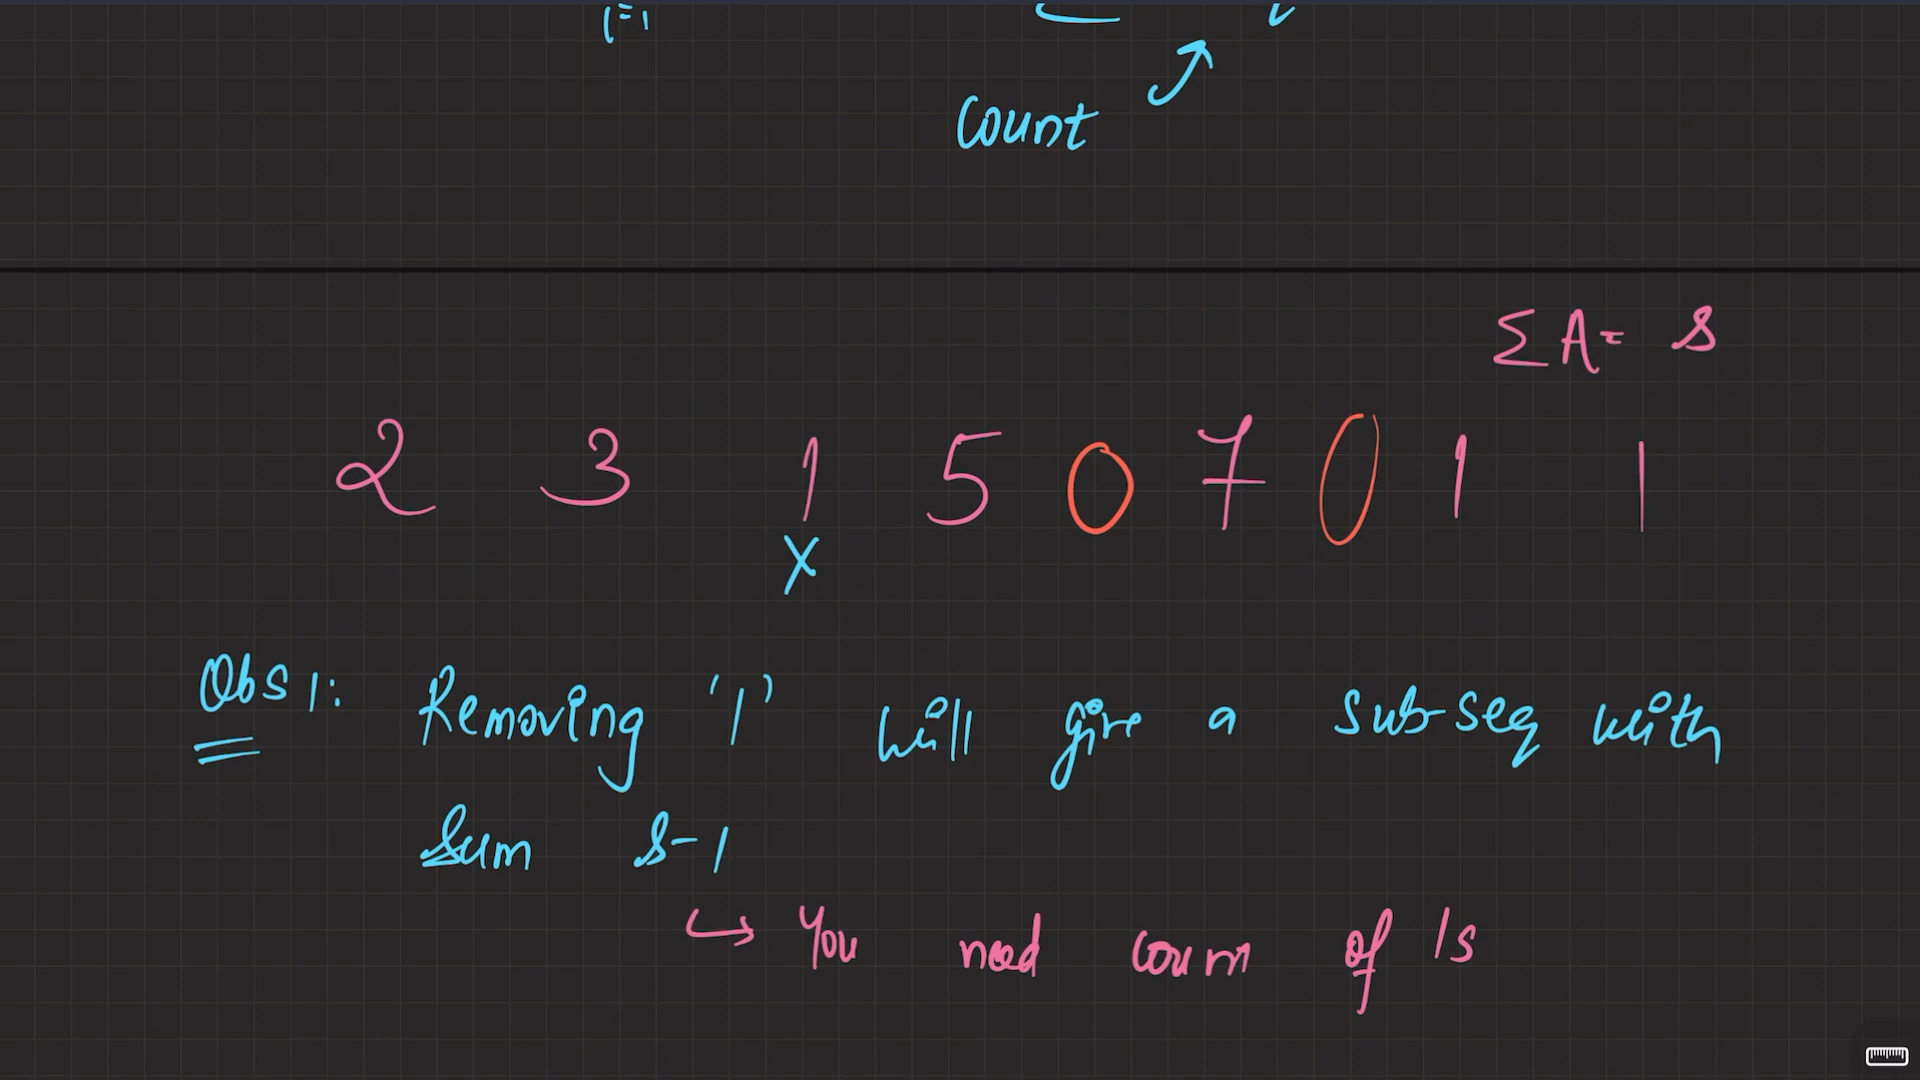 i=1
Count
ΣA= s
2 3 1 5 0 7 0 1 1
X
Obs 1: Removing '1' will give a sub-seq with
Sum s-1
↪ You need count of 1s